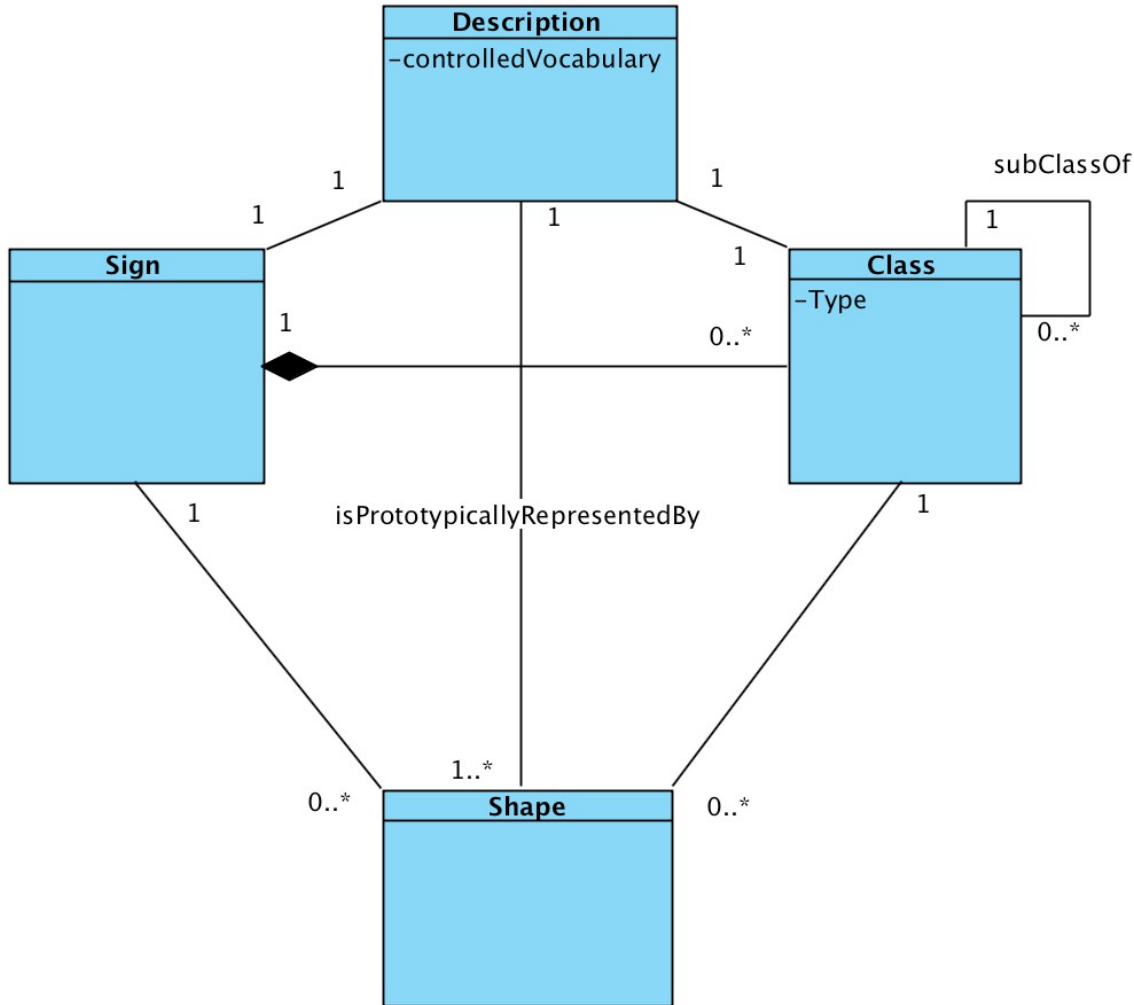 Description
-controlledVocabulary
subClassOf
1
1
1
1
1
1
Sign
Class
-Type
1
0..*
0..*
1
isPrototypicallyRepresentedBy
1
1..*
0..*
0..*
Shape